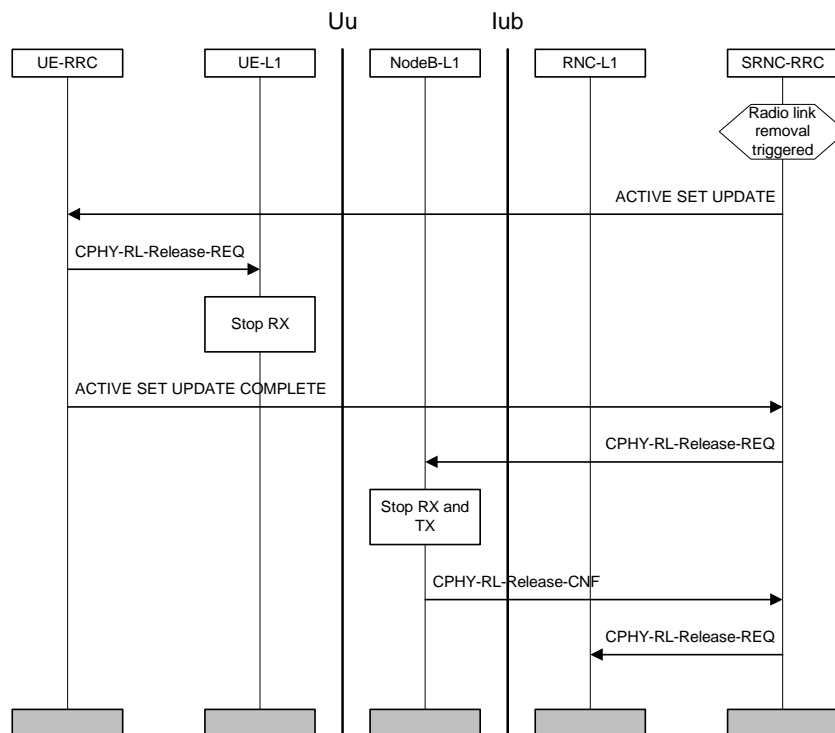 Uu Iub
UE-RRC UE-L1 NodeB-L1 RNC-L1 SRNC-RRC
Radio link
removal
triggered
ACTIVE SET UPDATE
CPHY-RL-Release-REQ
Stop RX
ACTIVE SET UPDATE COMPLETE
CPHY-RL-Release-REQ
Stop RX and
TX
CPHY-RL-Release-CNF
CPHY-RL-Release-REQ